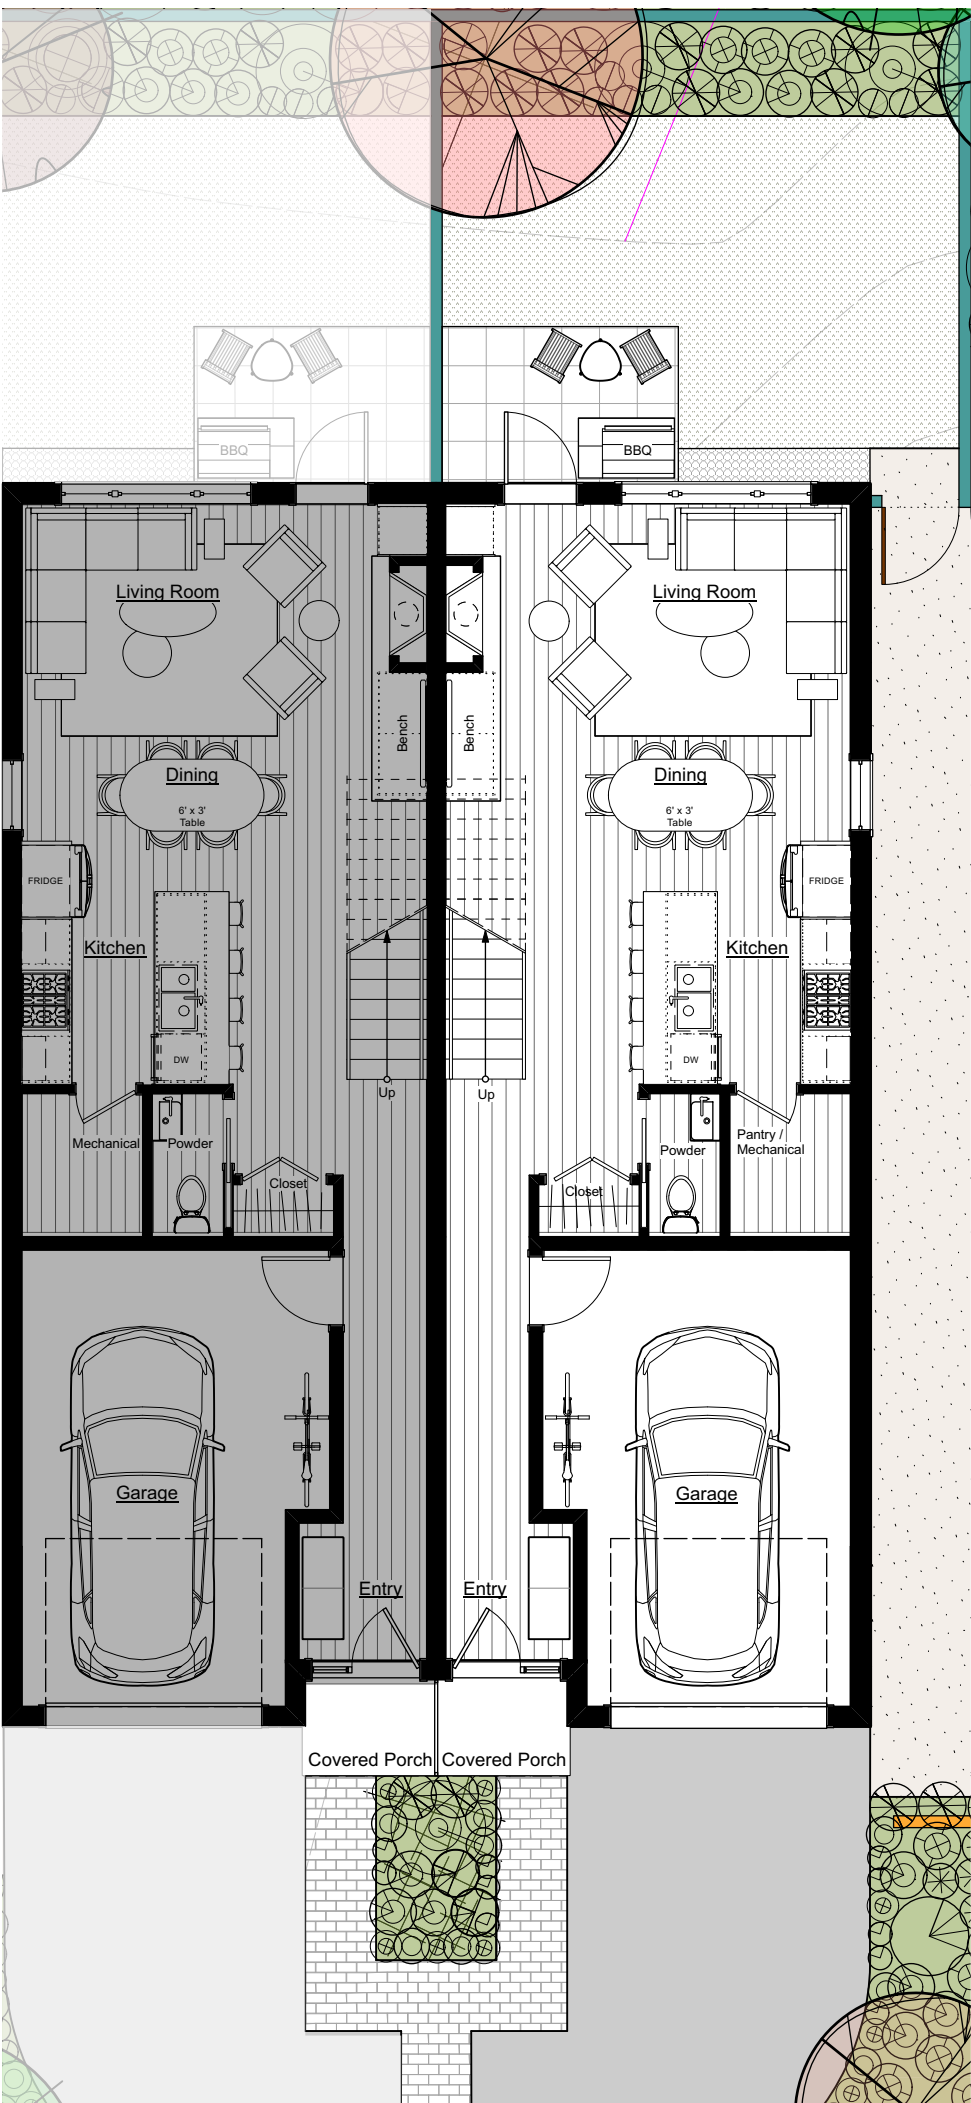 BBQ
BBQ
Living Room
Living Room
Bench
Bench
Dining
Dining
6' x 3'
Table
6' x 3'
Table
FRIDGE
FRIDGE
Kitchen
Kitchen
DW
DW
Up
Up
Mechanical
Powder
Powder
Pantry /
Mechanical
Closet
Closet
Garage
Garage
Entry
Entry
Covered Porch
Covered Porch